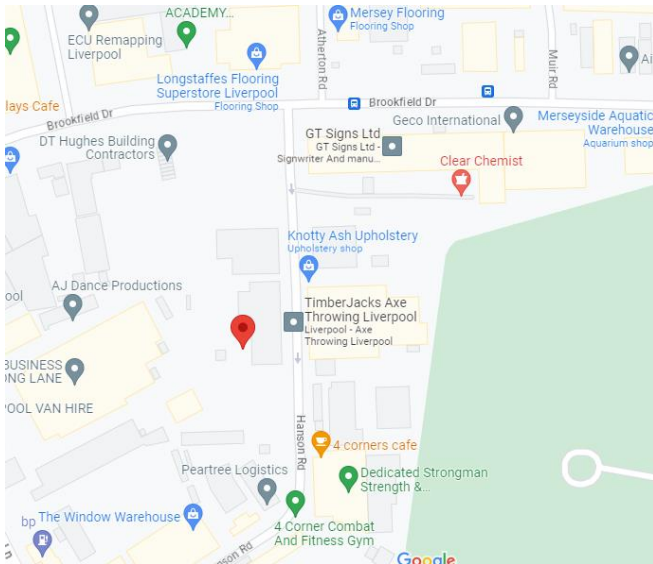 ACADEMY...
Mersey Flooring
Flooring Shop
ECU Remapping
Liverpool
Atherton Rd
Muir Rd
Longstaffes Flooring
Superstore Liverpool
Flooring Shop
Ai
lays Cafe
Brookfield Dr
Brookfield Dr
Geco International
Merseyside Aquatic
Warehouse
Aquarium shop
DT Hughes Building
Contractors
GT Signs Ltd
GT Signs Ltd -
Signwriter And manu...
Clear Chemist
Knotty Ash Upholstery
Upholstery shop
AJ Dance Productions
ool
TimberJacks Axe
Throwing Liverpool
Liverpool - Axe
Throwing Liverpool
BUSINESS
ONG LANE
POOL VAN HIRE
Hanson Rd
4 corners cafe
Peartree Logistics
Dedicated Strongman
Strength &...
bp
The Window Warehouse
4 Corner Combat
And Fitness Gym
nson Rd
Ln
Google